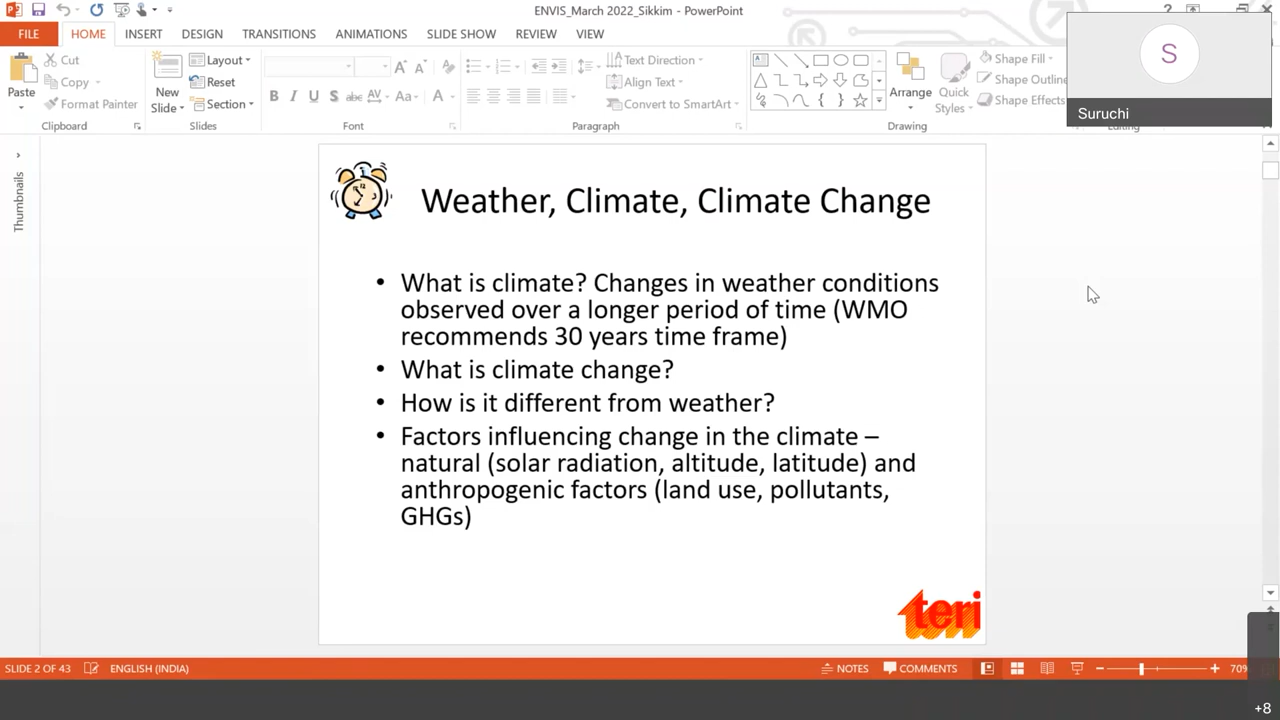 ENVIS_March 2022_Sikkim - PowerPoint
?
FILE HOME INSERT DESIGN TRANSITIONS ANIMATIONS SLIDE SHOW REVIEW VIEW
S
Suruchi
Paste
Cut
Copy
Format Painter
Clipboard
New
Slide
Layout
Reset
Section
Slides
B I U S abc AV Aa A
Font
Text Direction
Align Text
Convert to SmartArt
Paragraph
Arrange
Quick
Styles
Shape Fill
Shape Outline
Shape Effects
Drawing
Editing
Thumbnails
Weather, Climate, Climate Change
• What is climate? Changes in weather conditions
observed over a longer period of time (WMO
recommends 30 years time frame)
• What is climate change?
• How is it different from weather?
• Factors influencing change in the climate –
natural (solar radiation, altitude, latitude) and
anthropogenic factors (land use, pollutants,
GHGs)
teri
SLIDE 2 OF 43 ENGLISH (INDIA) NOTES COMMENTS 70%
+8